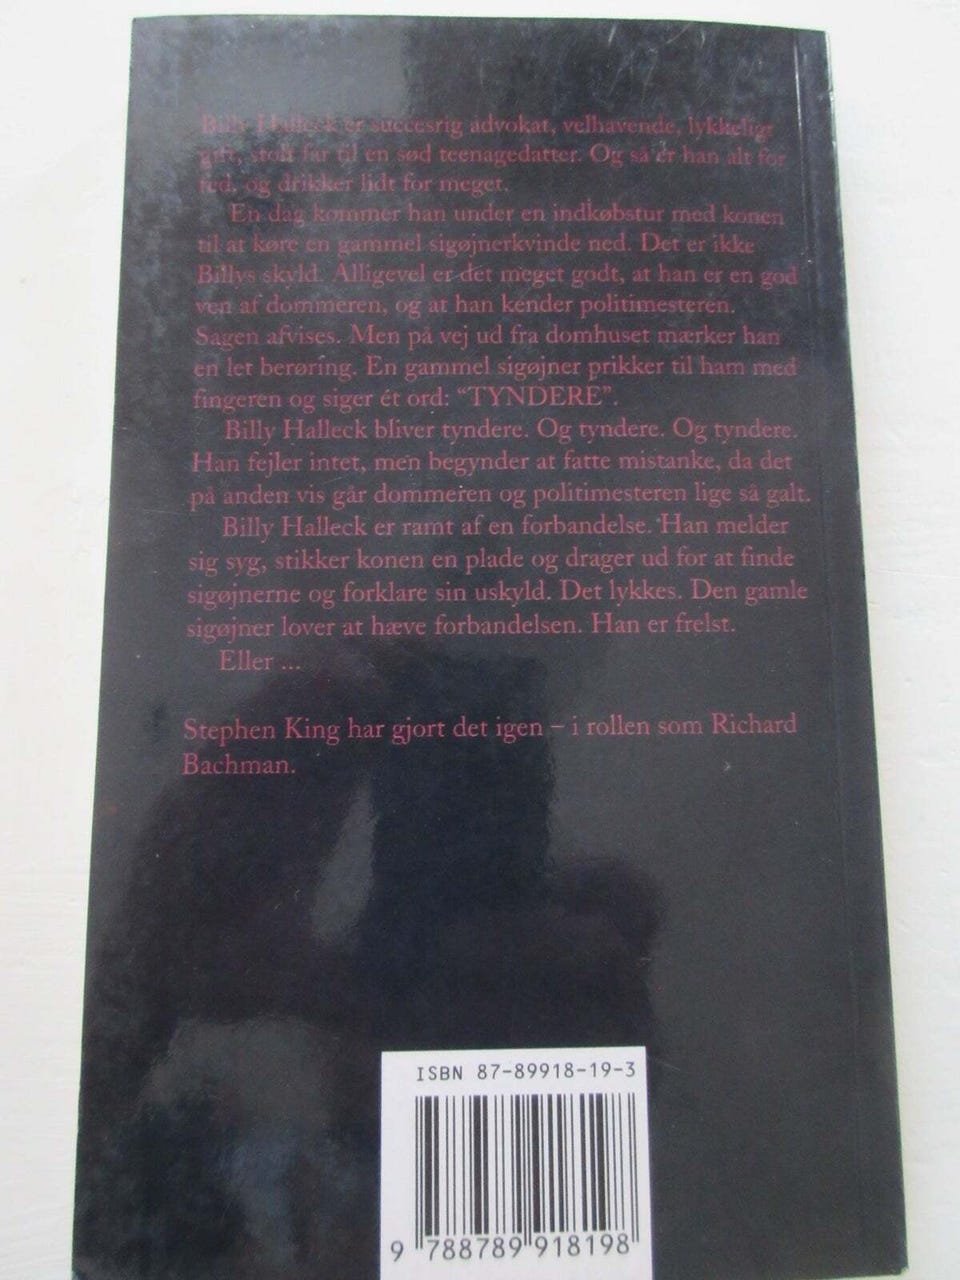 Billy Halleck er succesrig advokat, velhavende, lykkeligt
gift, stolt far til en sød teenagedatter. Og så er han alt for
fed, og drikker lidt for meget.
En dag kommer han under en indkøbstur med konen
til at køre en gammel sigøjnerkvinde ned. Det er ikke
Billys skyld. Alligevel er det meget godt, at han er en god
ven af dommeren, og at han kender politimesteren.
Sagen afvises. Men på vej ud fra domhuset mærker han
en let berøring. En gammel sigøjner prikker til ham med
fingeren og siger ét ord: “TYNDERE”.
Billy Halleck bliver tyndere. Og tyndere. Og tyndere.
Han fejler intet, men begynder at fatte mistanke, da det
på anden vis går dommeren og politimesteren lige så galt.
Billy Halleck er ramt af en forbandelse. Han melder
sig syg, stikker konen en plade og drager ud for at finde
sigøjnerne og forklare sin uskyld. Det lykkes. Den gamle
sigøjner lover at hæve forbandelsen. Han er frelst.
Eller ...
Stephen King har gjort det igen – i rollen som Richard
Bachman.
ISBN 87-89918-19-3
9 788789 918198